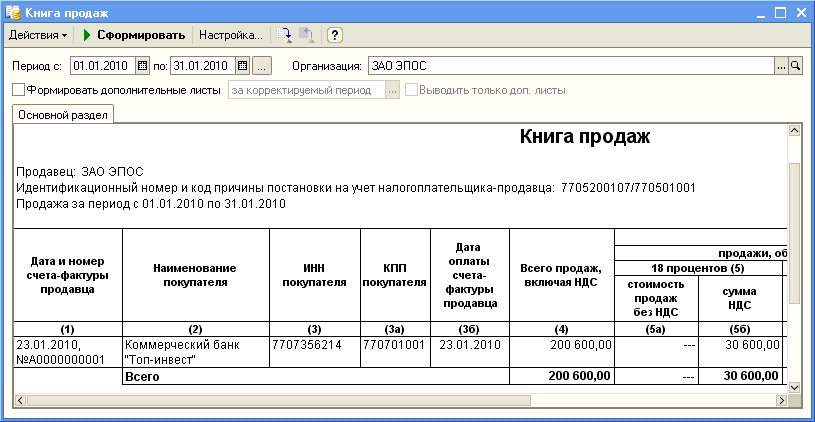 Книга продаж
Действия Сформировать Настройка... ?
Период с: 01.01.2010 по: 31.01.2010 ... Организация: ЗАО ЭПОС ...
Формировать дополнительные листы за корректируемый период ... Выводить только доп. листы
Основной раздел
Книга продаж
Продавец: ЗАО ЭПОС
Идентификационный номер и код причины постановки на учет налогоплательщика-продавца: 7705200107/770501001
Продажа за период с 01.01.2010 по 31.01.2010
Дата и номер счета-фактуры продавца
Наименование покупателя
ИНН покупателя
КПП покупателя
Дата оплаты счета-фактуры продавца
Всего продаж, включая НДС
продажи, об
18 процентов (5)
стоимость продаж без НДС
сумма НДС
(1) (2) (3) (3а) (3б) (4) (5а) (5б)
23.01.2010, Коммерческий банк 7707356214 770701001 23.01.2010 200 600,00 --- 30 600,00
№А0000000001 "Топ-инвест"
Всего 200 600,00 --- 30 600,00